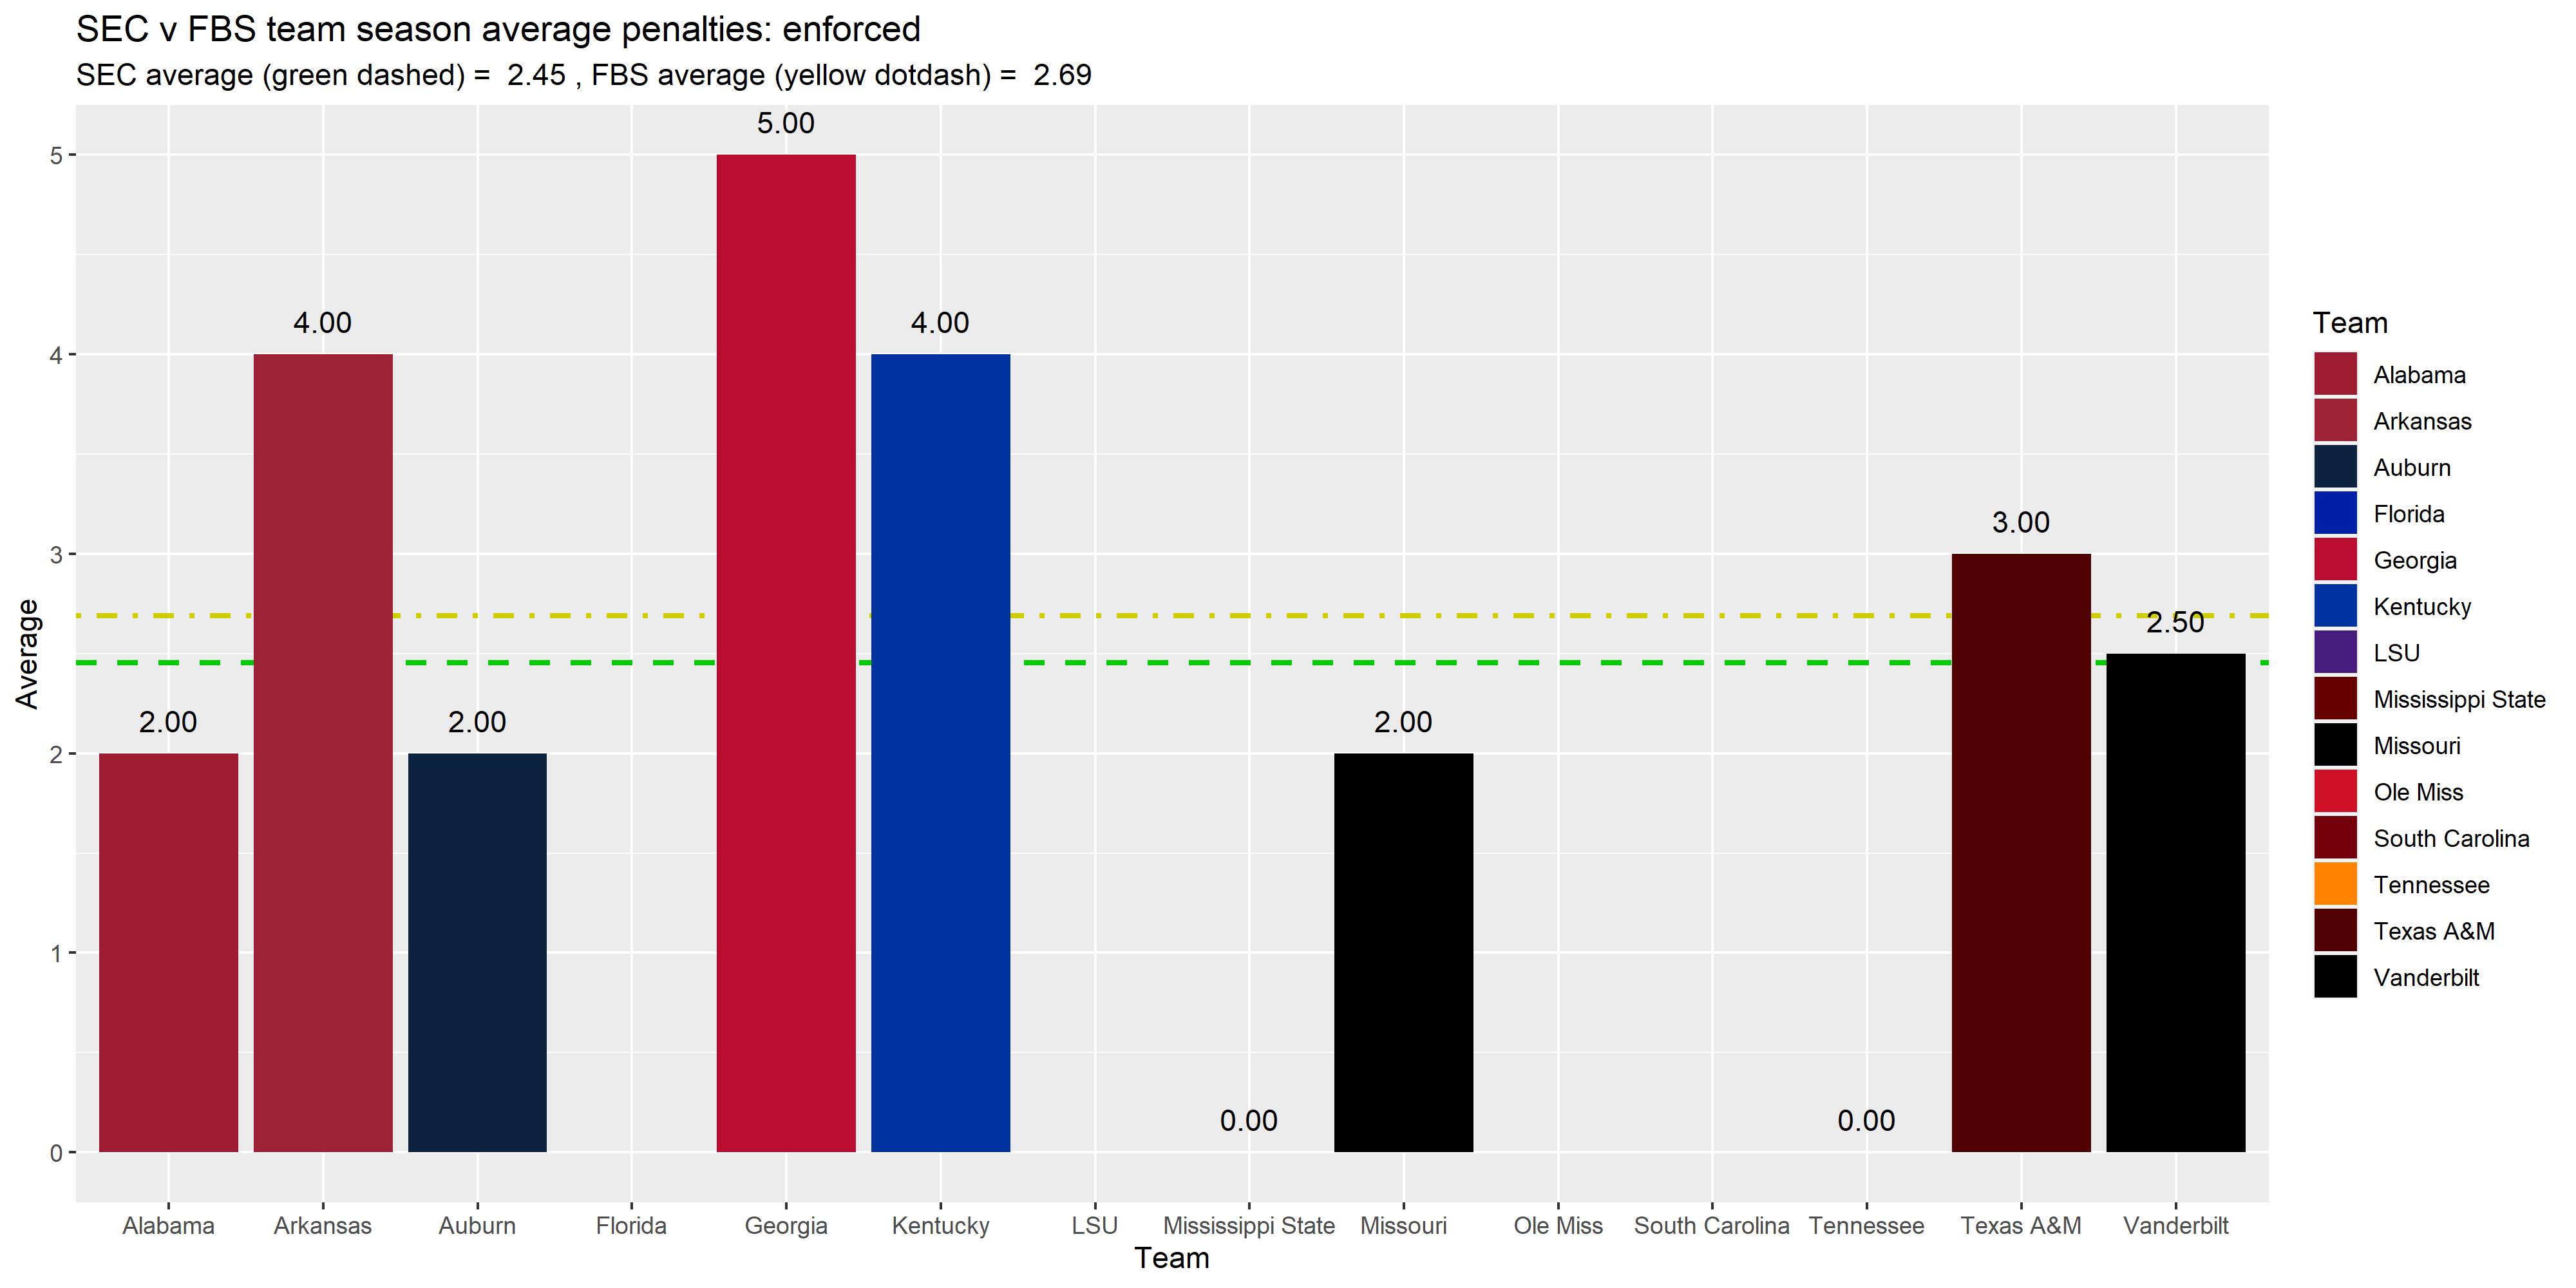 SEC v FBS team season average penalties: enforced
SEC average (green dashed) =  2.45 , FBS average (yellow dotdash) =  2.69
Average
5
4
3
2
1
0
2.00
4.00
2.00
5.00
4.00
0.00
2.00
0.00
3.00
2.50
Alabama
Arkansas
Auburn
Florida
Georgia
Kentucky
LSU
Mississippi State
Missouri
Ole Miss
South Carolina
Tennessee
Texas A&M
Vanderbilt
Team
Team
Alabama
Arkansas
Auburn
Florida
Georgia
Kentucky
LSU
Mississippi State
Missouri
Ole Miss
South Carolina
Tennessee
Texas A&M
Vanderbilt